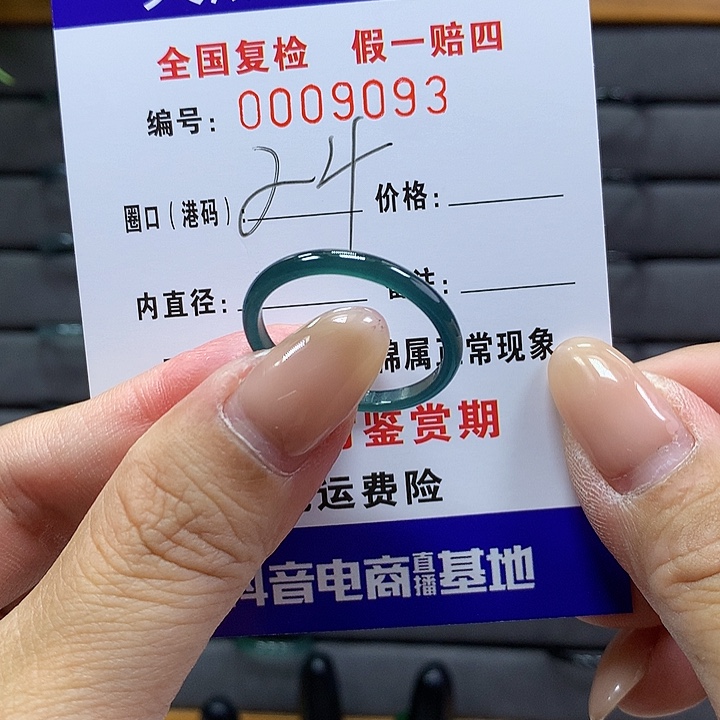 全国复检 假一赔四
编号: 0009093
圈口(港码): 24 价格:
内直径: 注:
棉属正常现象
鉴赏期
运费险
抖音电商直播基地